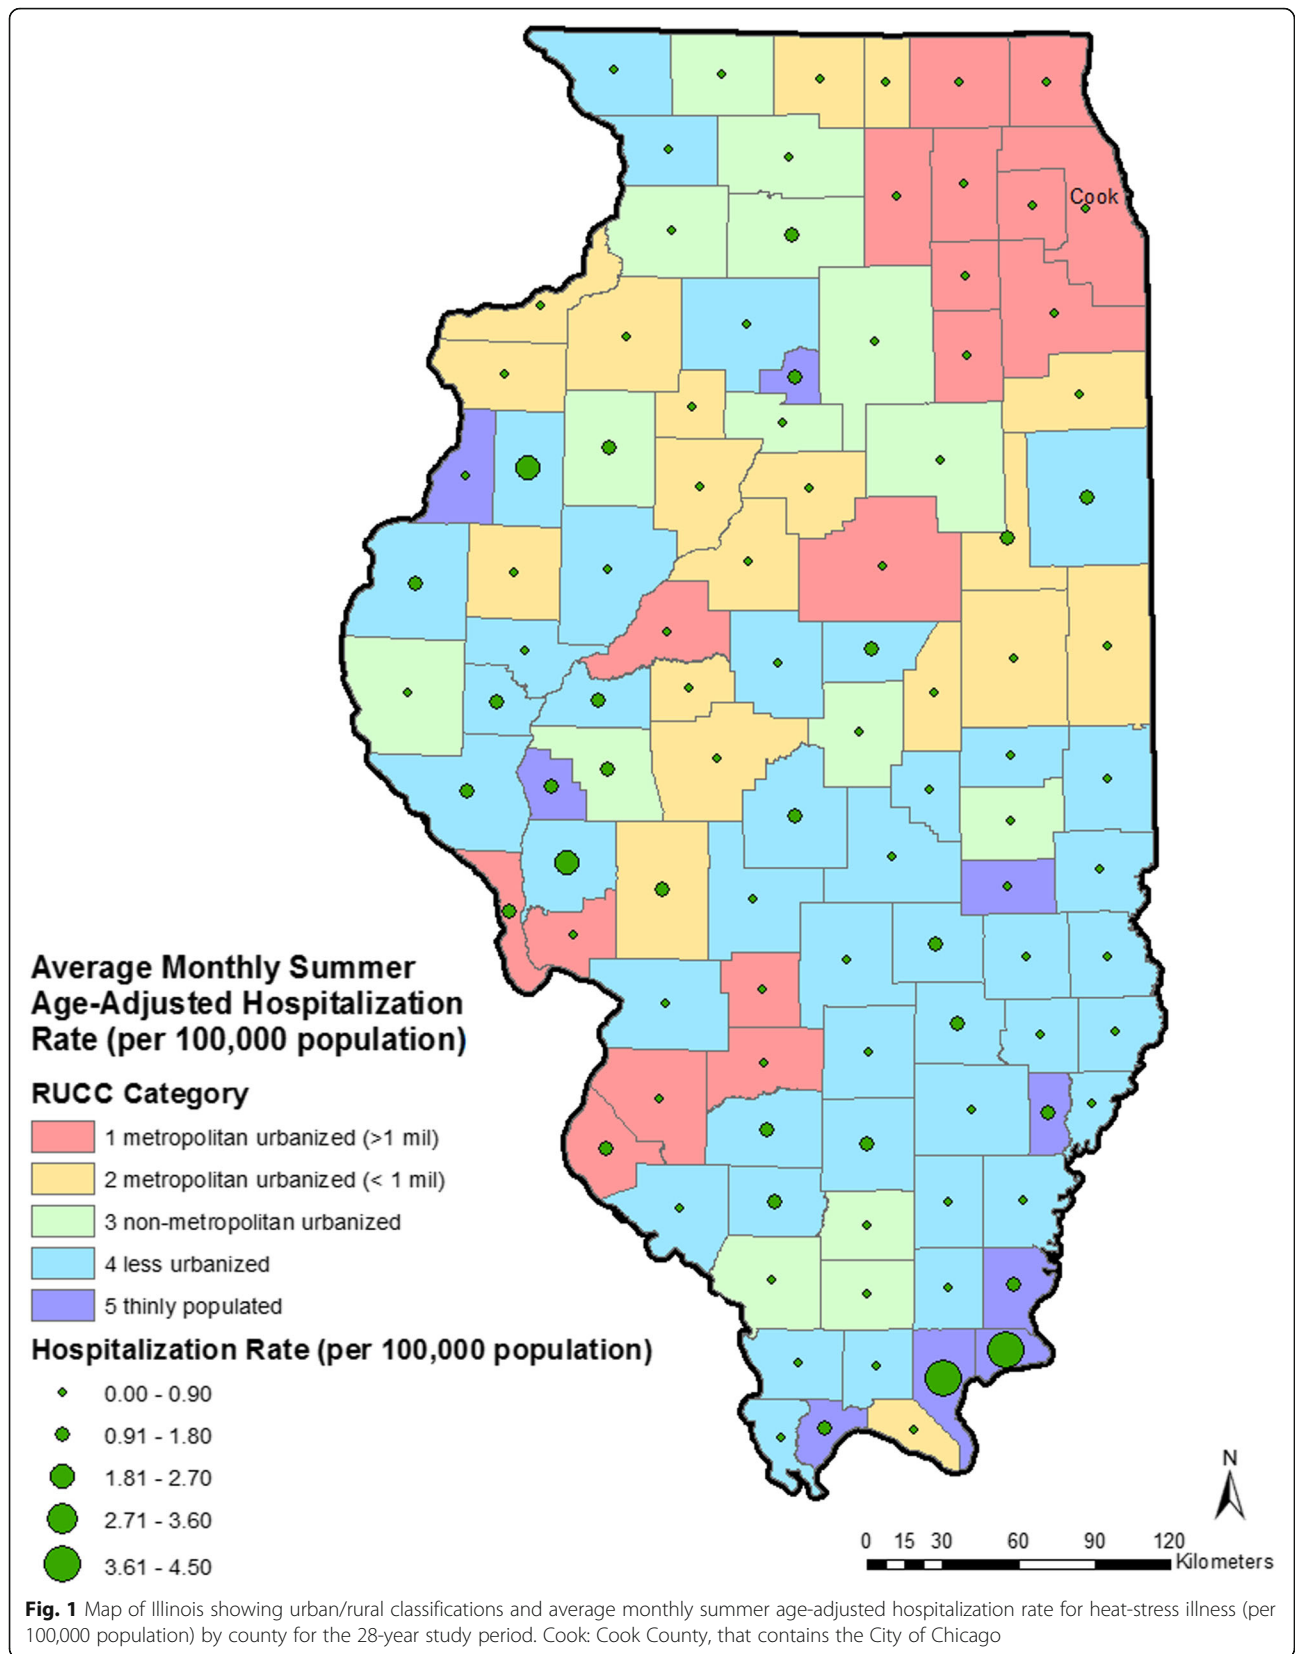 Cook
Average Monthly Summer
Age-Adjusted Hospitalization
Rate (per 100,000 population)
RUCC Category
1 metropolitan urbanized (>1 mil)
2 metropolitan urbanized (< 1 mil)
3 non-metropolitan urbanized
4 less urbanized
5 thinly populated
Hospitalization Rate (per 100,000 population)
0.00 - 0.90
0.91 - 1.80
1.81 - 2.70
2.71 - 3.60
3.61 - 4.50
N
0 15 30 60 90 120
Kilometers
Fig. 1 Map of Illinois showing urban/rural classifications and average monthly summer age-adjusted hospitalization rate for heat-stress illness (per
100,000 population) by county for the 28-year study period. Cook: Cook County, that contains the City of Chicago